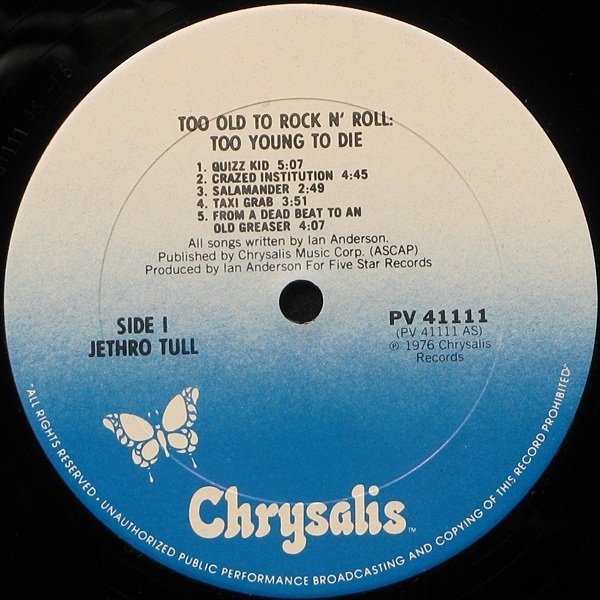 TOO OLD TO ROCK N' ROLL:
TOO YOUNG TO DIE
1. QUIZZ KID 5:07
2. CRAZED INSTITUTION 4:45
3. SALAMANDER 2:49
4. TAXI GRAB 3:51
5. FROM A DEAD BEAT TO AN
OLD GREASER 4:07
All songs written by Ian Anderson.
Published by Chrysalis Music Corp. (ASCAP)
Produced by Ian Anderson For Five Star Records
SIDE I
JETHRO TULL
PV 41111
(PV 41111 AS)
℗ 1976 Chrysalis
Records
Chrysalis™
·ALL RIGHTS RESERVED · UNAUTHORIZED PUBLIC PERFORMANCE BROADCASTING AND COPYING OF THIS RECORD PROHIBITED·